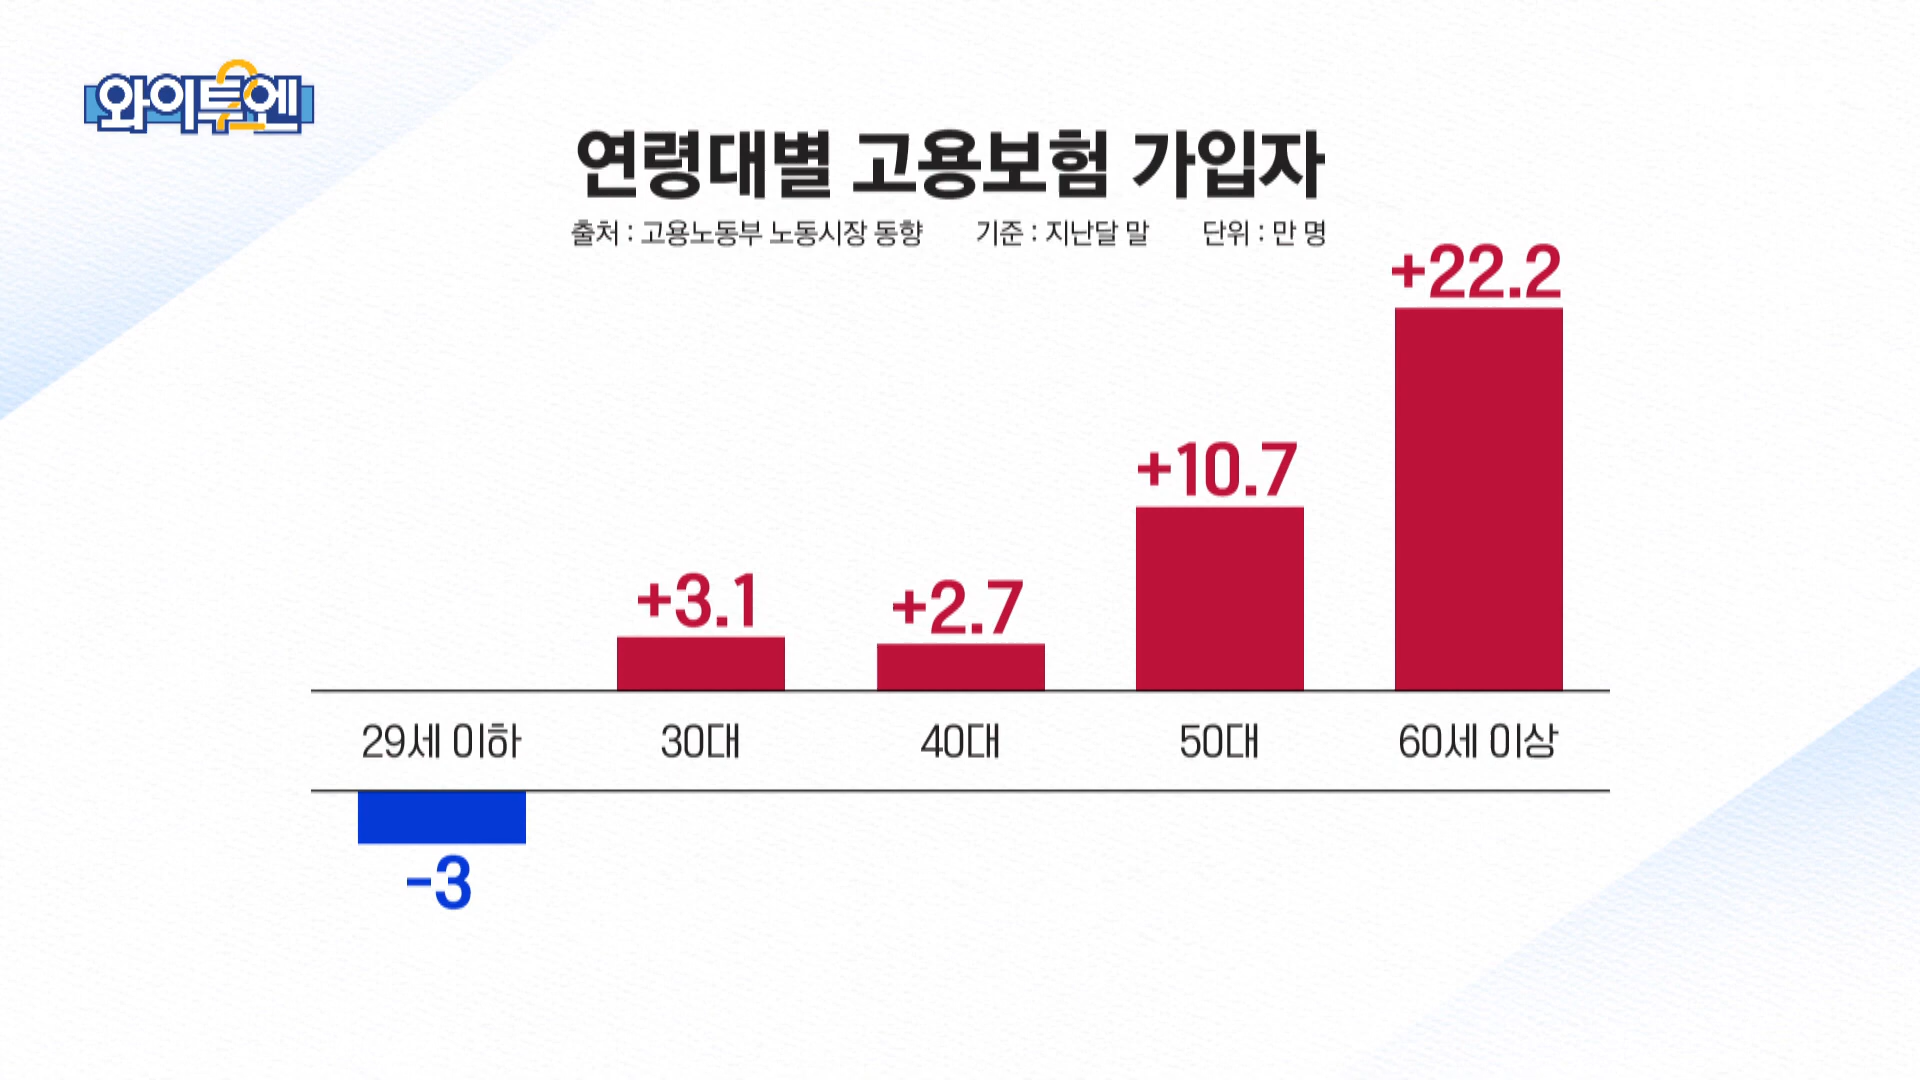 와이투엔
연령대별 고용보험 가입자
출처 : 고용노동부 노동시장 동향 기준 : 지난달 말 단위 : 만 명
+22.2
+10.7
+3.1
+2.7
29세 이하 30대 40대 50대 60세 이상
-3